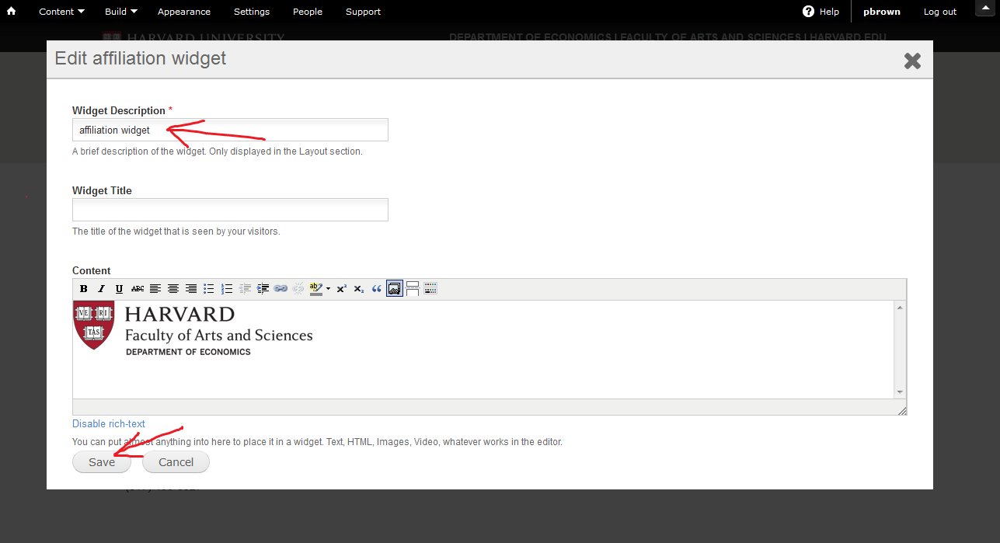 Content Build Appearance Settings People Support Help pbrown Log out
HARVARD UNIVERSITY DEPARTMENT OF ECONOMICS | FACULTY OF ARTS AND SCIENCES | HARVARD.EDU
Edit affiliation widget
Widget Description *
affiliation widget
A brief description of the widget. Only displayed in the Layout section.
Widget Title
The title of the widget that is seen by your visitors.
Content
B I U ABC
VE RI
TAS
HARVARD
Faculty of Arts and Sciences
DEPARTMENT OF ECONOMICS
Disable rich-text
You can put almost anything into here to place it in a widget. Text, HTML, Images, Video, whatever works in the editor.
Save Cancel